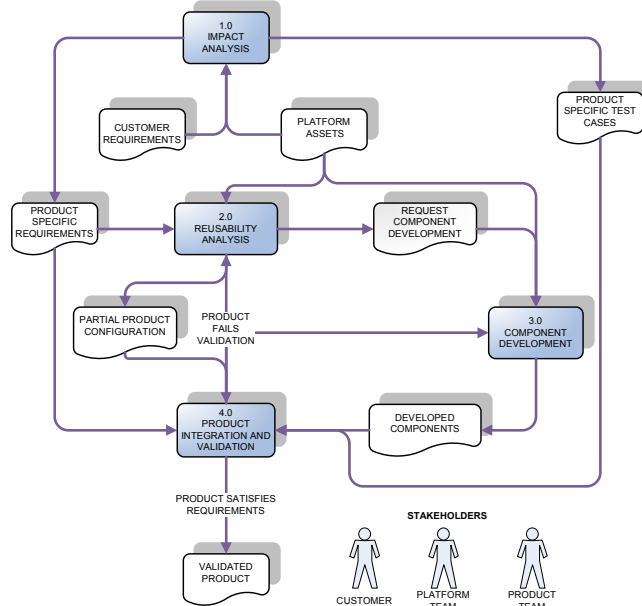 1.0
IMPACT
ANALYSIS
CUSTOMER
REQUIREMENTS
PLATFORM
ASSETS
PRODUCT
SPECIFIC TEST
CASES
PRODUCT
SPECIFIC
REQUIREMENTS
2.0
REUSABILITY
ANALYSIS
REQUEST
COMPONENT
DEVELOPMENT
PARTIAL PRODUCT
CONFIGURATION
PRODUCT
FAILS
VALIDATION
3.0
COMPONENT
DEVELOPMENT
4.0
PRODUCT
INTEGRATION AND
VALIDATION
DEVELOPED
COMPONENTS
PRODUCT SATISFIES
REQUIREMENTS
VALIDATED
PRODUCT
STAKEHOLDERS
CUSTOMER
PLATFORM
TEAM
PRODUCT
TEAM